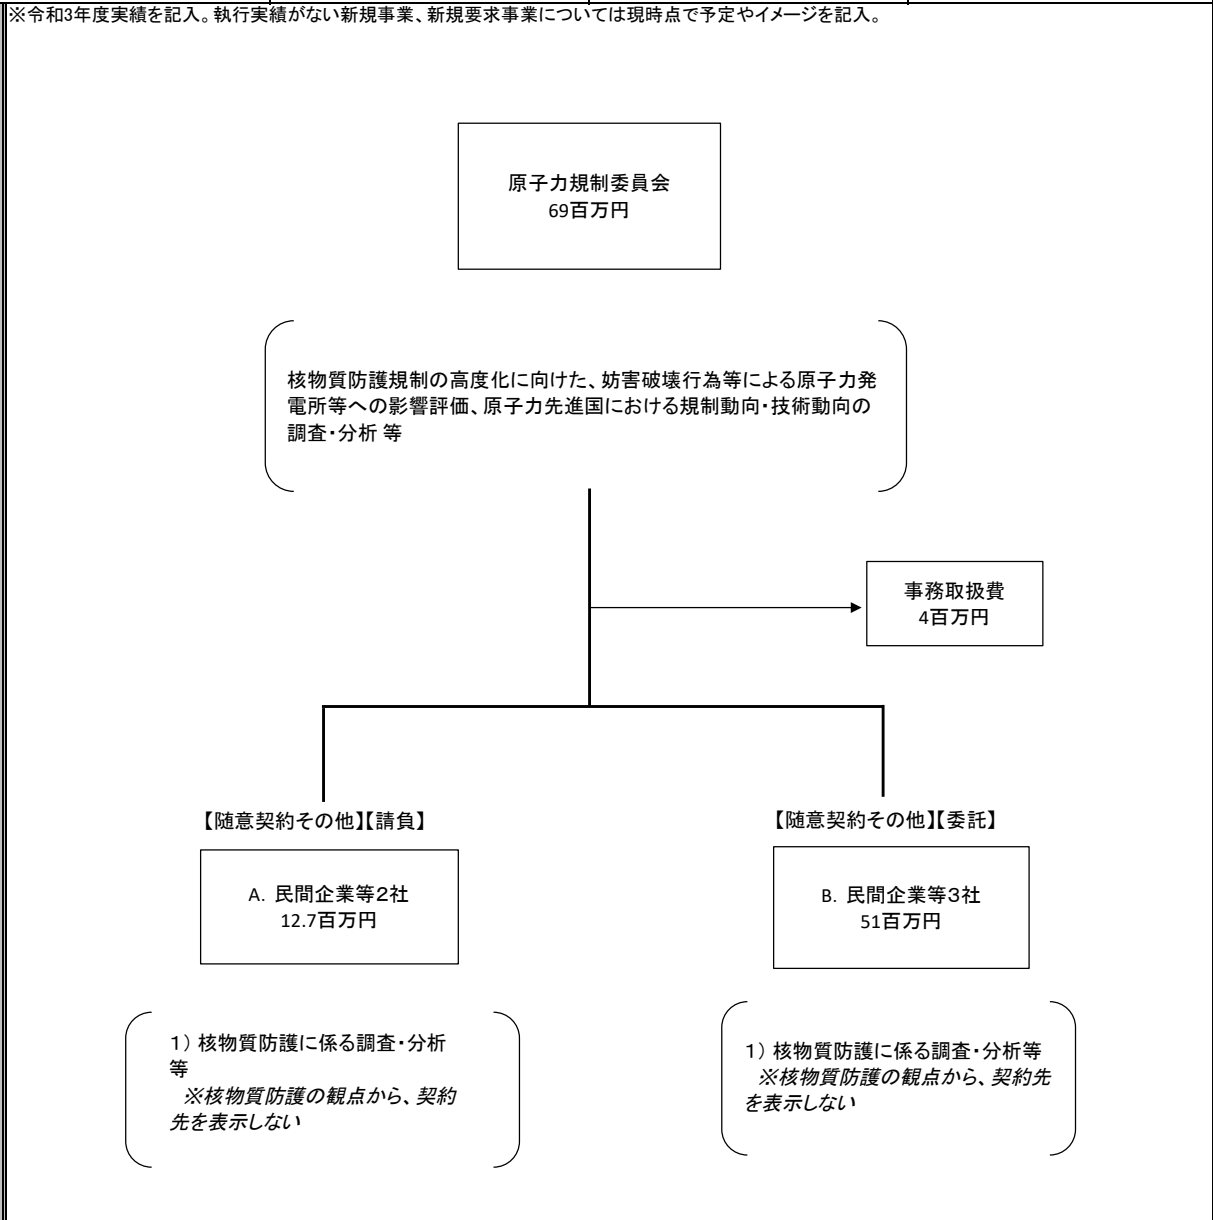 ※令和3年度実績を記入。執行実績がない新規事業、新規要求事業については現時点で予定やイメージを記入。
原子力規制委員会
69百万円
核物質防護規制の高度化に向けた、妨害破壊行為等による原子力発
電所等への影響評価、原子力先進国における規制動向・技術動向の
調査・分析 等
事務取扱費
4百万円
【随意契約その他】【請負】
A. 民間企業等2社
12.7百万円
1） 核物質防護に係る調査・分析
等
※核物質防護の観点から、契約
先を表示しない
【随意契約その他】【委託】
B. 民間企業等3社
51百万円
1） 核物質防護に係る調査・分析等
※核物質防護の観点から、契約先
を表示しない